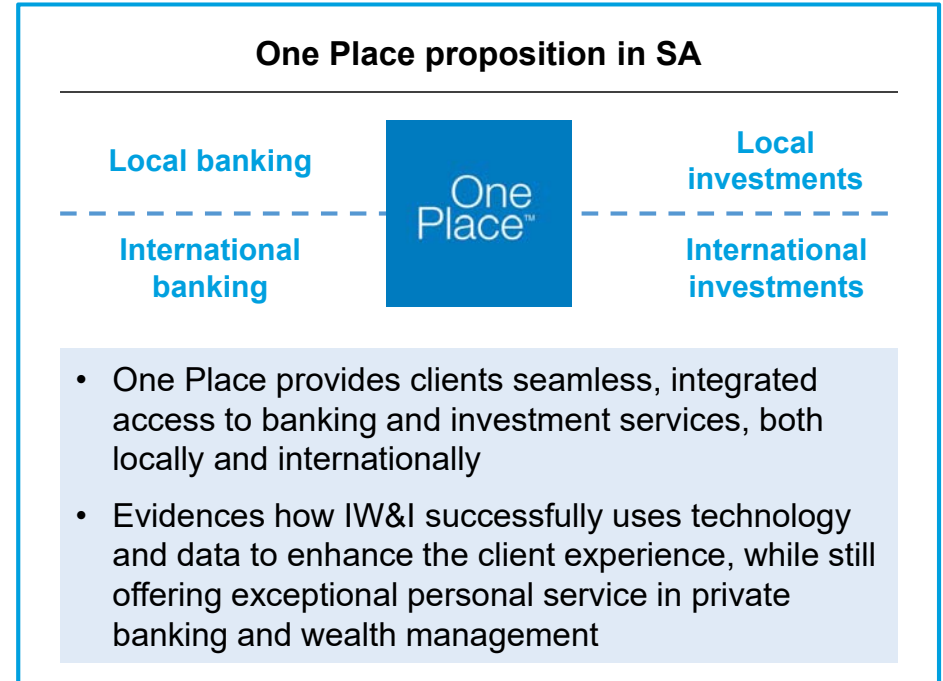 One Place proposition in SA
Local banking
One
Place™
Local
investments
International
banking
International
investments
• One Place provides clients seamless, integrated
access to banking and investment services, both
locally and internationally
• Evidences how IW&I successfully uses technology
and data to enhance the client experience, while still
offering exceptional personal service in private
banking and wealth management